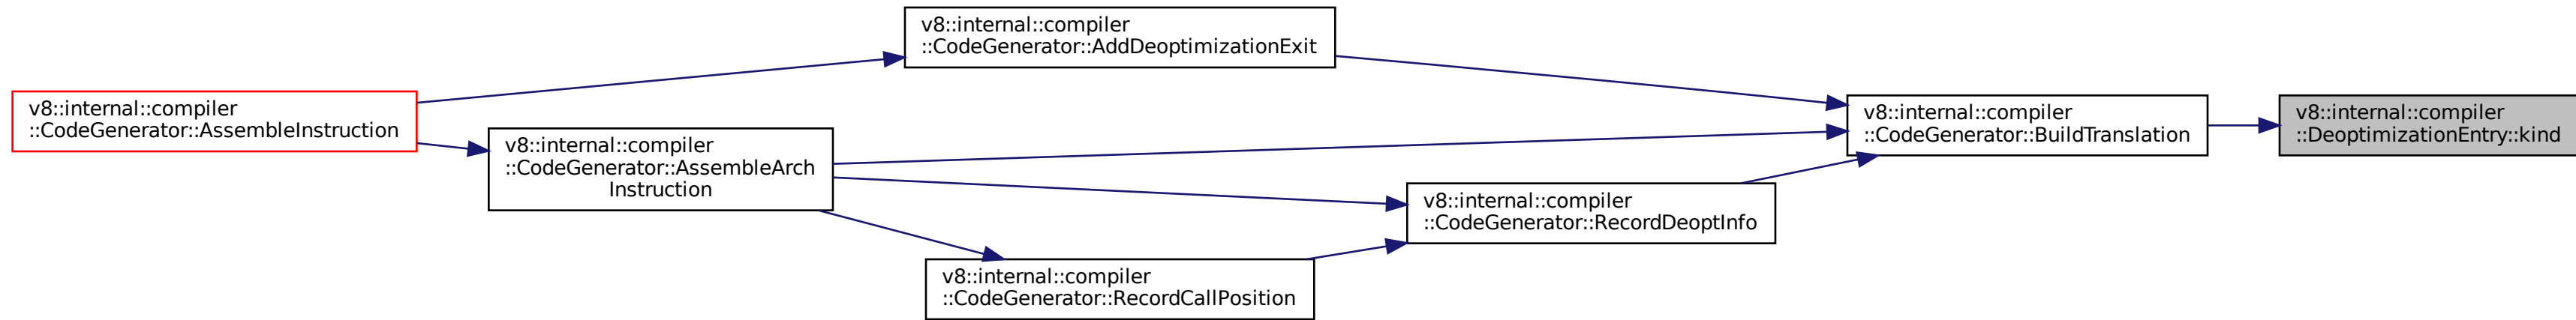 v8::internal::compiler
::CodeGenerator::AddDeoptimizationExit
v8::internal::compiler
::CodeGenerator::AssembleInstruction
v8::internal::compiler
::CodeGenerator::AssembleArch
Instruction
v8::internal::compiler
::CodeGenerator::BuildTranslation
v8::internal::compiler
::DeoptimizationEntry::kind
v8::internal::compiler
::CodeGenerator::RecordDeoptInfo
v8::internal::compiler
::CodeGenerator::RecordCallPosition